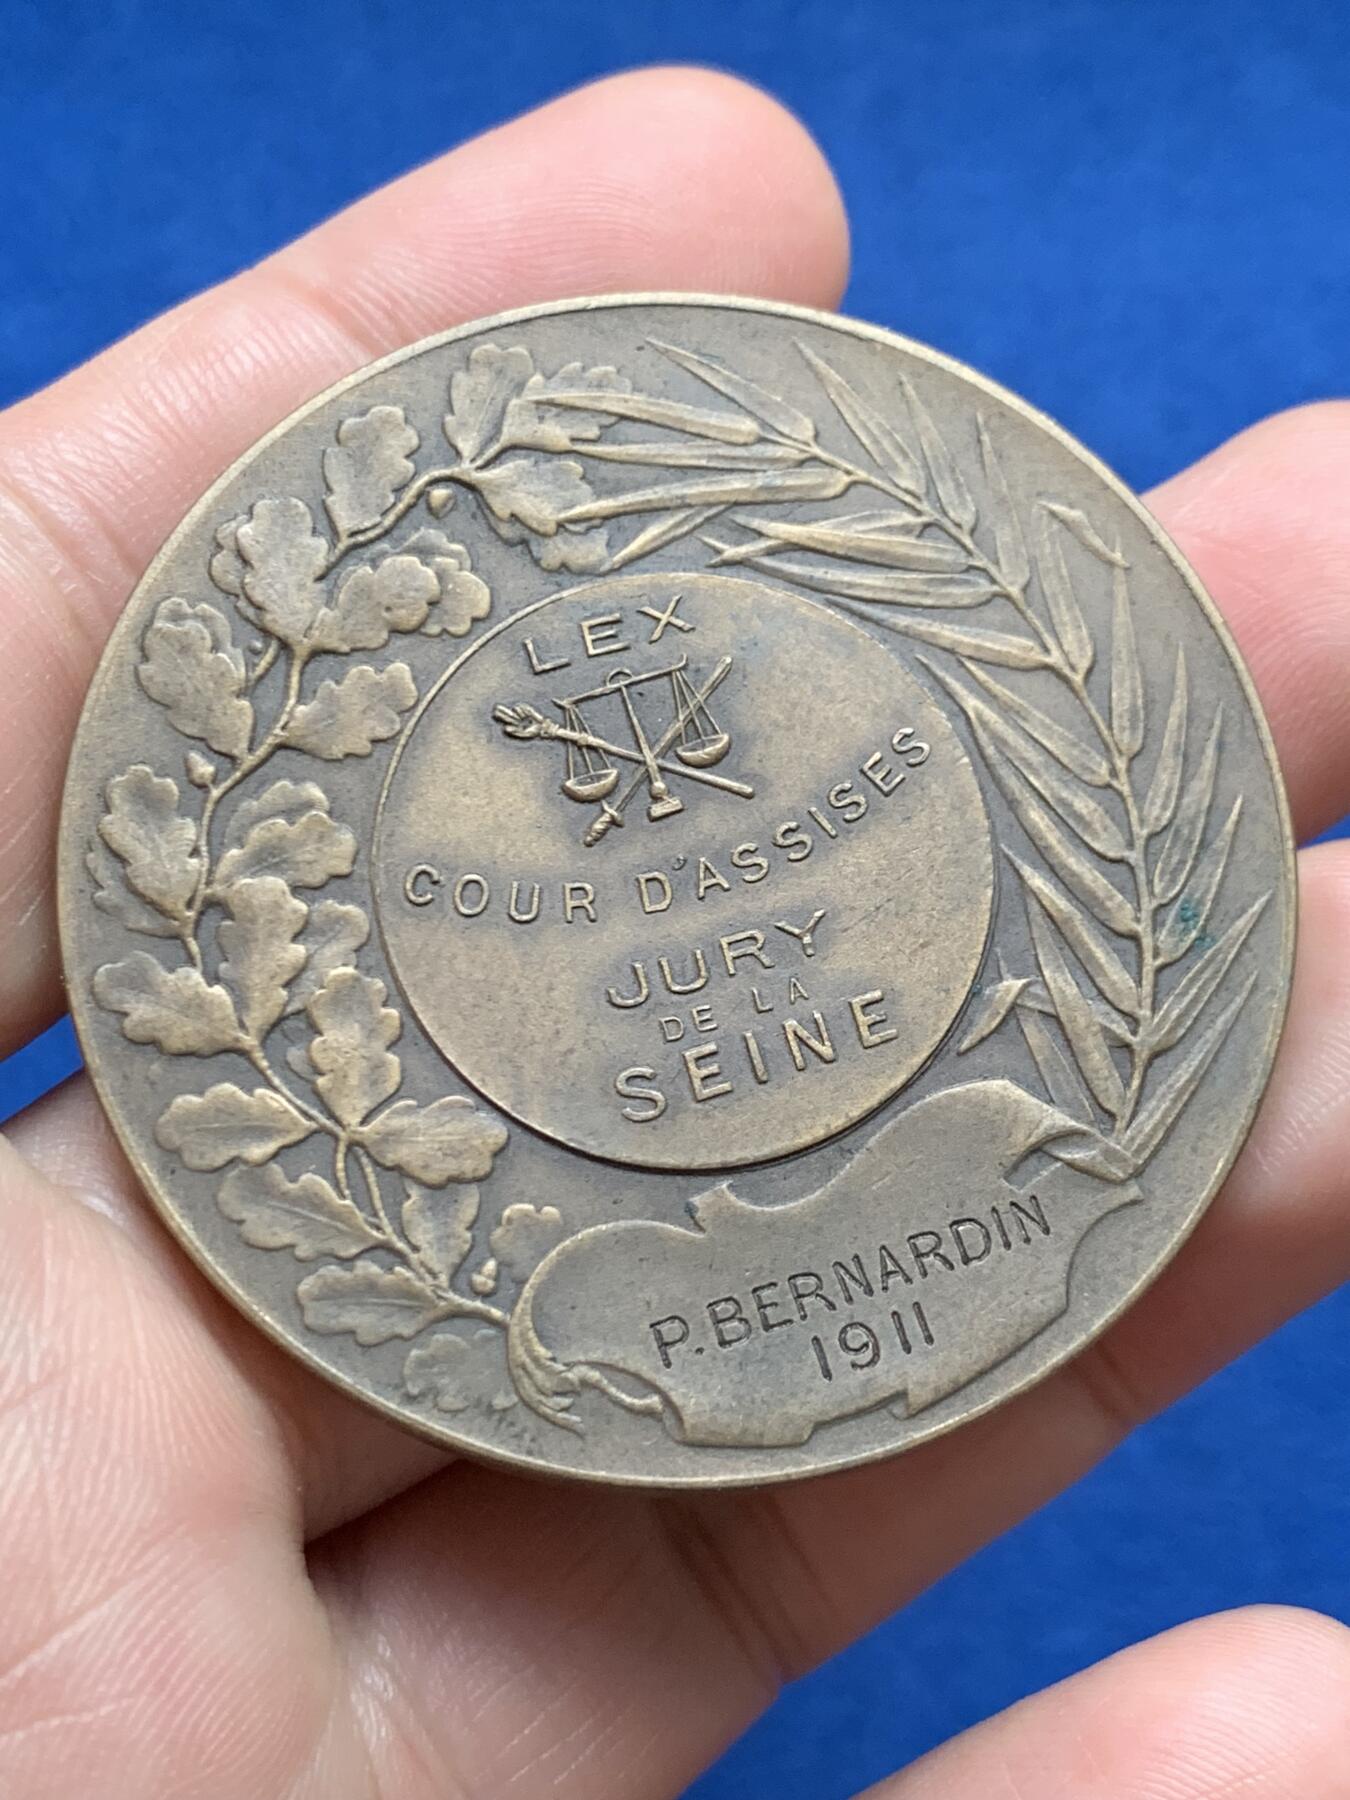 LEX
COUR D'ASSISES
JURY
DE LA
SEINE
P. BERNARDIN
1911